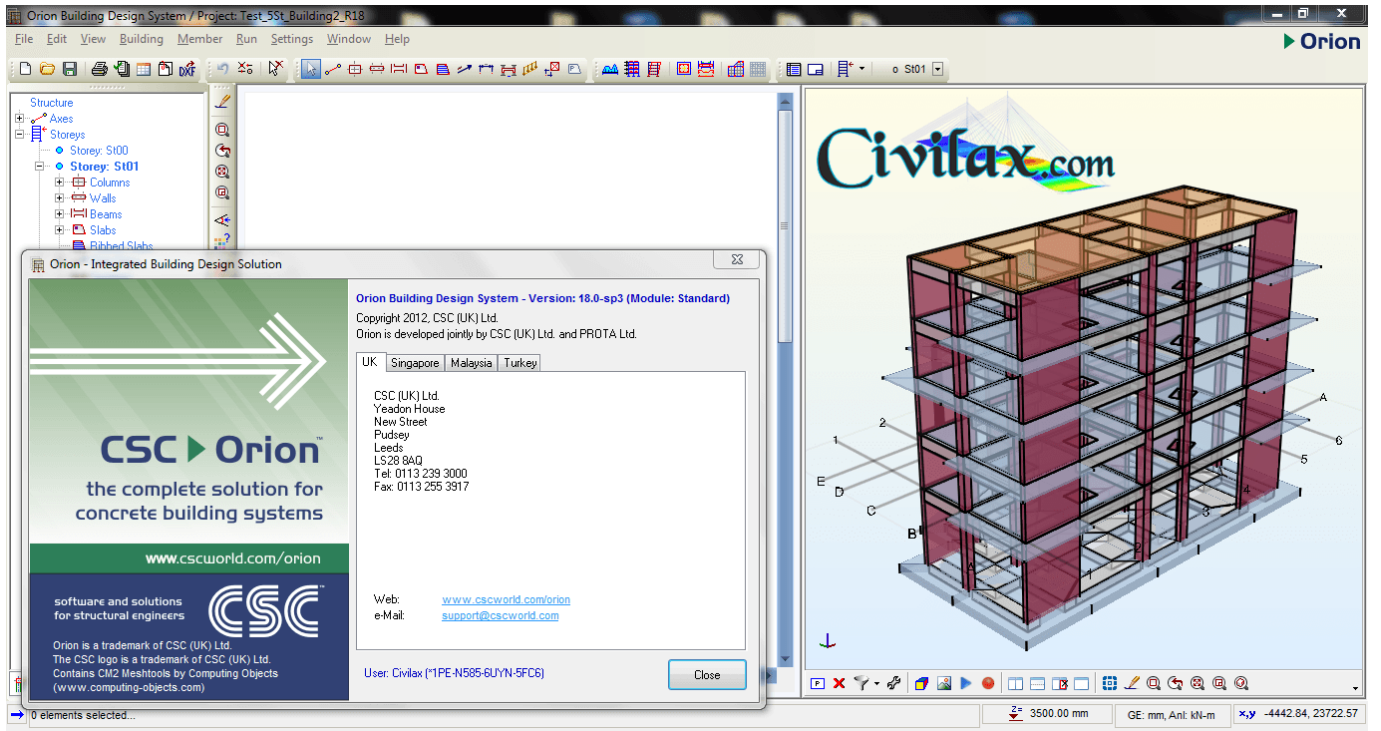 Orion Building Design System / Project: Test_5St_Building2_R18
File Edit View Building Member Run Settings Window Help
Orion
DXF
o St01
Structure
Axes
Storeys
Storey: St00
Storey: St01
Columns
Walls
Beams
Slabs
Ribbed Slabs
Civilax.com
Orion - Integrated Building Design Solution
Orion Building Design System - Version: 18.0-sp3 (Module: Standard)
Copyright 2012, CSC (UK) Ltd.
Orion is developed jointly by CSC (UK) Ltd. and PROTA Ltd.
UK Singapore Malaysia Turkey
CSC (UK) Ltd.
Yeadon House
New Street
Pudsey
Leeds
LS28 8AQ
Tel: 0113 239 3000
Fax: 0113 255 3917
Web: www.cscworld.com/orion
e-Mail: support@cscworld.com
User: Civilax (*1PE-N585-6UYN-5FC6)
Close
CSC Orion™
the complete solution for
concrete building systems
www.cscworld.com/orion
software and solutions
for structural engineers
CSC™
Orion is a trademark of CSC (UK) Ltd.
The CSC logo is a trademark of CSC (UK) Ltd.
Contains CM2 Meshtools by Computing Objects
(www.computing-objects.com)
A
2
1
6
5
E
D
C
4
3
B
2
A
1
P
0 elements selected...
Z= 3500.00 mm
GE: mm, Anl: kN-m
x,y -4442.84, 23722.57